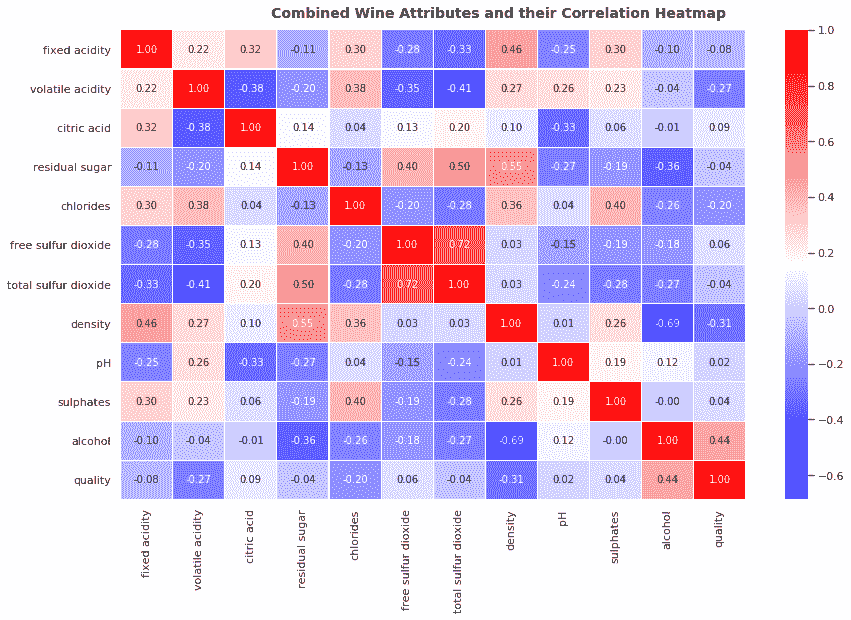 Combined Wine Attributes and their Correlation Heatmap
fixed acidity 1.00 0.22 0.32 -0.11 0.30 -0.28 -0.33 0.46 -0.25 0.30 -0.10 -0.08
volatile acidity 0.22 1.00 -0.38 -0.20 0.38 -0.35 -0.41 0.27 0.26 0.23 -0.04 -0.27
citric acid 0.32 -0.38 1.00 0.14 0.04 0.13 0.20 0.10 -0.33 0.06 -0.01 0.09
residual sugar -0.11 -0.20 0.14 1.00 -0.13 0.40 0.50 0.55 -0.27 -0.19 -0.36 -0.04
chlorides 0.30 0.38 0.04 -0.13 1.00 -0.20 -0.28 0.36 0.04 0.40 -0.26 -0.20
free sulfur dioxide -0.28 -0.35 0.13 0.40 -0.20 1.00 0.72 0.03 -0.15 -0.19 -0.18 0.06
total sulfur dioxide -0.33 -0.41 0.20 0.50 -0.28 0.72 1.00 0.03 -0.24 -0.28 -0.27 -0.04
density 0.46 0.27 0.10 0.55 0.36 0.03 0.03 1.00 0.01 0.26 -0.69 -0.31
pH -0.25 0.26 -0.33 -0.27 0.04 -0.15 -0.24 0.01 1.00 0.19 0.12 0.02
sulphates 0.30 0.23 0.06 -0.19 0.40 -0.19 -0.28 0.26 0.19 1.00 -0.00 0.04
alcohol -0.10 -0.04 -0.01 -0.36 -0.26 -0.18 -0.27 -0.69 0.12 -0.00 1.00 0.44
quality -0.08 -0.27 0.09 -0.04 -0.20 0.06 -0.04 -0.31 0.02 0.04 0.44 1.00
fixed acidity
volatile acidity
citric acid
residual sugar
chlorides
free sulfur dioxide
total sulfur dioxide
density
pH
sulphates
alcohol
quality
1.0
0.8
0.6
0.4
0.2
0.0
−0.2
−0.4
−0.6